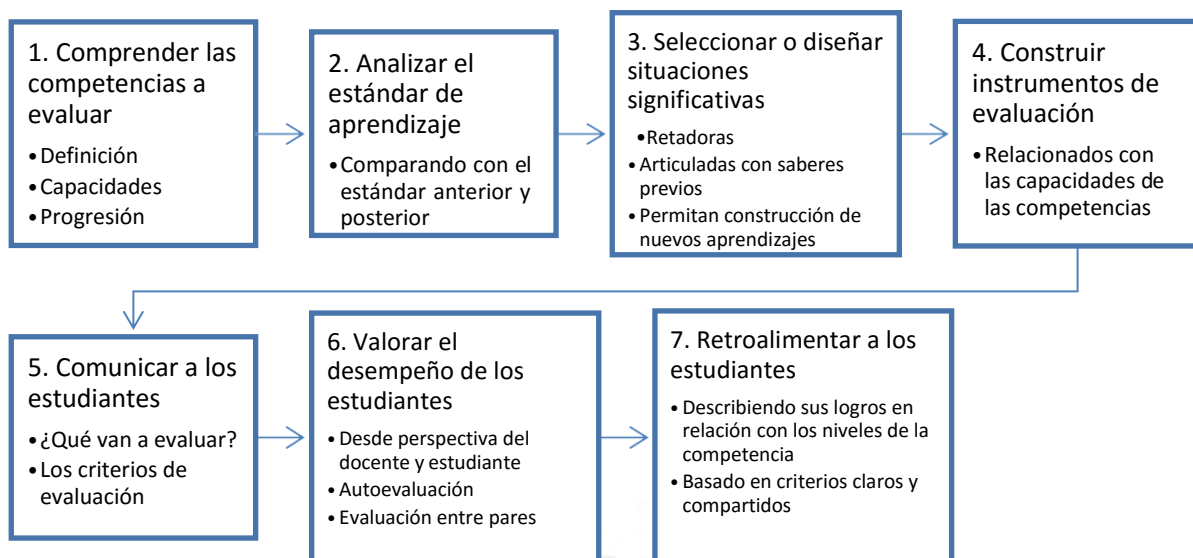 1. Comprender las
competencias a
evaluar
• Definición
• Capacidades
• Progresión
2. Analizar el
estándar de
aprendizaje
• Comparando con el
estándar anterior y
posterior
3. Seleccionar o diseñar
situaciones
significativas
• Retadoras
• Articuladas con saberes
previos
• Permitan construcción de
nuevos aprendizajes
4. Construir
instrumentos de
evaluación
• Relacionados con
las capacidades de
las competencias
5. Comunicar a los
estudiantes
• ¿Qué van a evaluar?
• Los criterios de
evaluación
6. Valorar el
desempeño de los
estudiantes
• Desde perspectiva del
docente y estudiante
• Autoevaluación
• Evaluación entre pares
7. Retroalimentar a los
estudiantes
• Describiendo sus logros en
relación con los niveles de la
competencia
• Basado en criterios claros y
compartidos